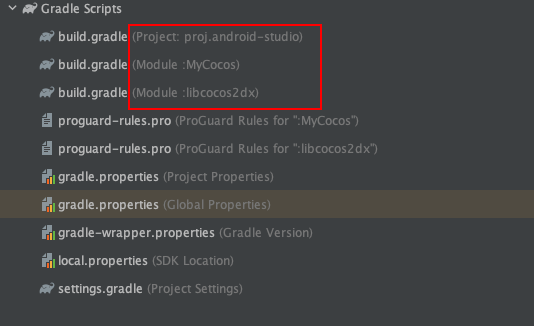 Gradle Scripts
build.gradle (Project: proj.android-studio)
build.gradle (Module :MyCocos)
build.gradle (Module :libcocos2dx)
proguard-rules.pro (ProGuard Rules for ":MyCocos")
proguard-rules.pro (ProGuard Rules for ":libcocos2dx")
gradle.properties (Project Properties)
gradle.properties (Global Properties)
gradle-wrapper.properties (Gradle Version)
local.properties (SDK Location)
settings.gradle (Project Settings)